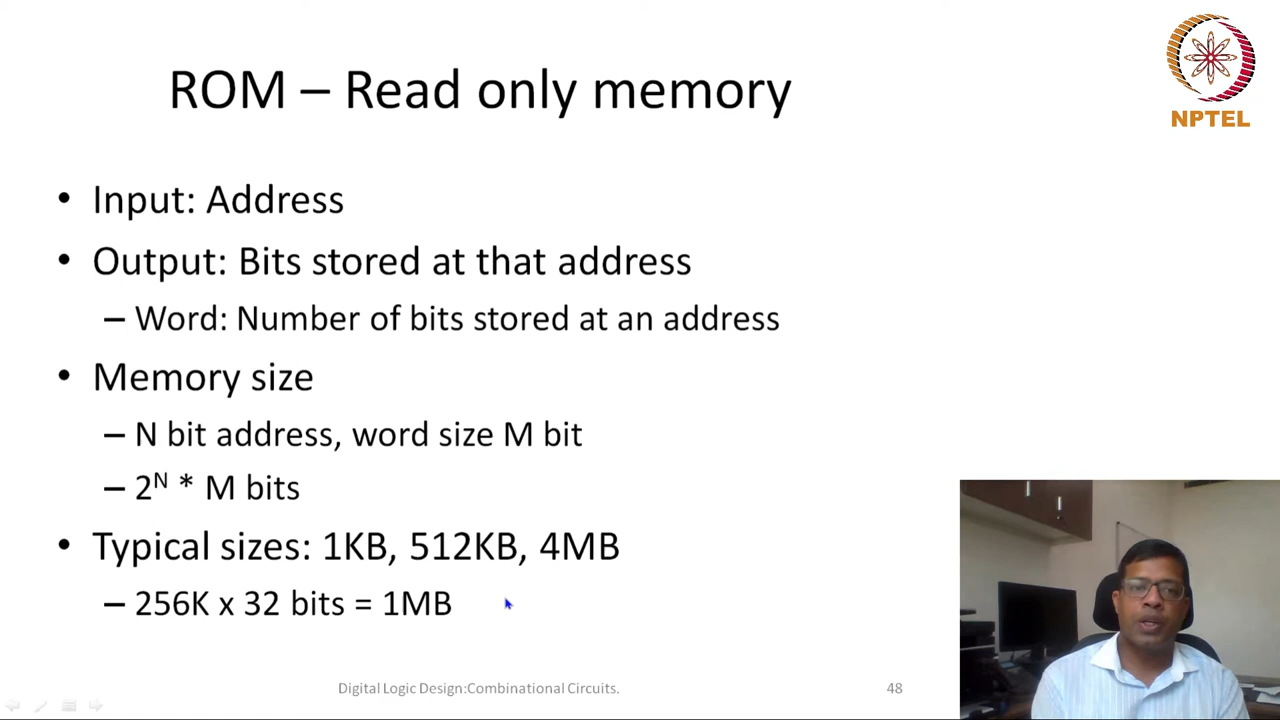 ROM – Read only memory
NPTEL
• Input: Address
• Output: Bits stored at that address
– Word: Number of bits stored at an address
• Memory size
– N bit address, word size M bit
– 2ᴺ * M bits
• Typical sizes: 1KB, 512KB, 4MB
– 256K x 32 bits = 1MB
Digital Logic Design:Combinational Circuits.
48